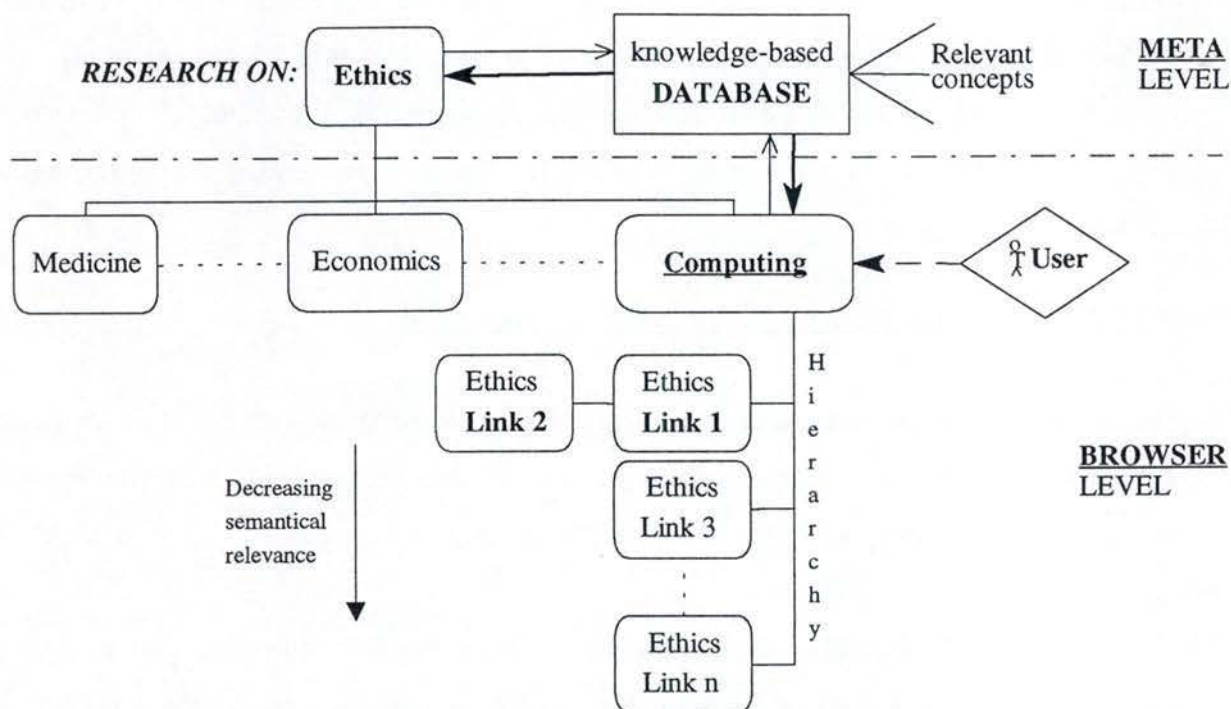 RESEARCH ON:
Ethics
knowledge-based
DATABASE
Relevant
concepts
META
LEVEL
Medicine
Economics
Computing
User
Ethics
Link 2
Ethics
Link 1
Hierarchy
Ethics
Link 3
Decreasing
semantical
relevance
BROWSER
LEVEL
Ethics
Link n